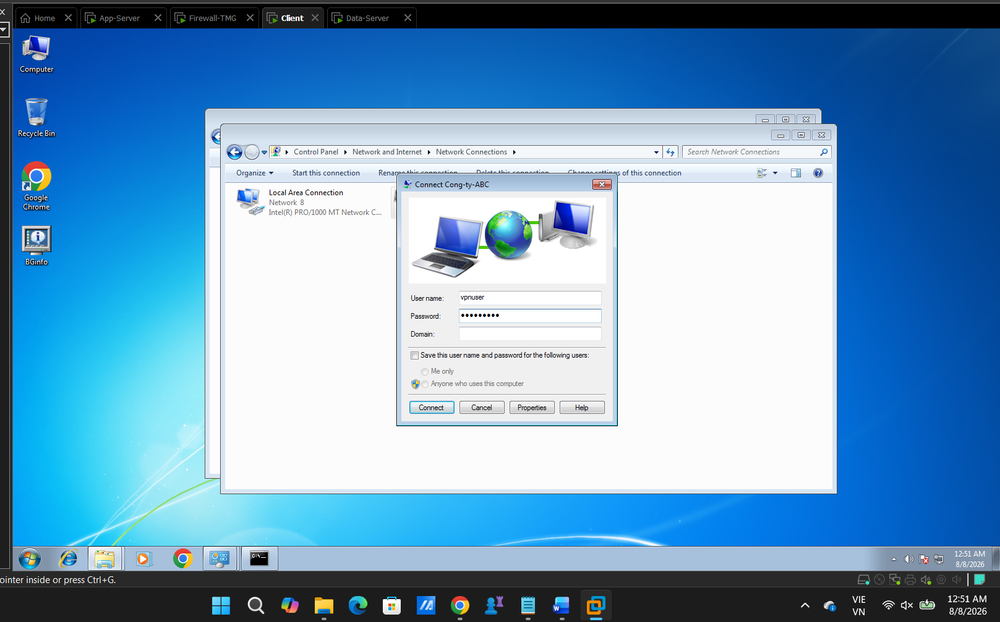 Home
App-Server
Firewall-TMG
Client
Data-Server
Computer
Recycle Bin
Google
Chrome
BGinfo
Control Panel
Network and Internet
Network Connections
Search Network Connections
Organize
Start this connection
Rename this connection
Delete this connection
Change settings of this connection
Local Area Connection
Network 8
Intel(R) PRO/1000 MT Network C...
Connect Cong-ty-ABC
User name:
vpnuser
Password:
•••••••••
Domain:
Save this user name and password for the following users:
Me only
Anyone who uses this computer
Connect
Cancel
Properties
Help
C:\-
12:51 AM
8/8/2026
ointer inside or press Ctrl+G.
VIE
VN
12:51 AM
8/8/2026